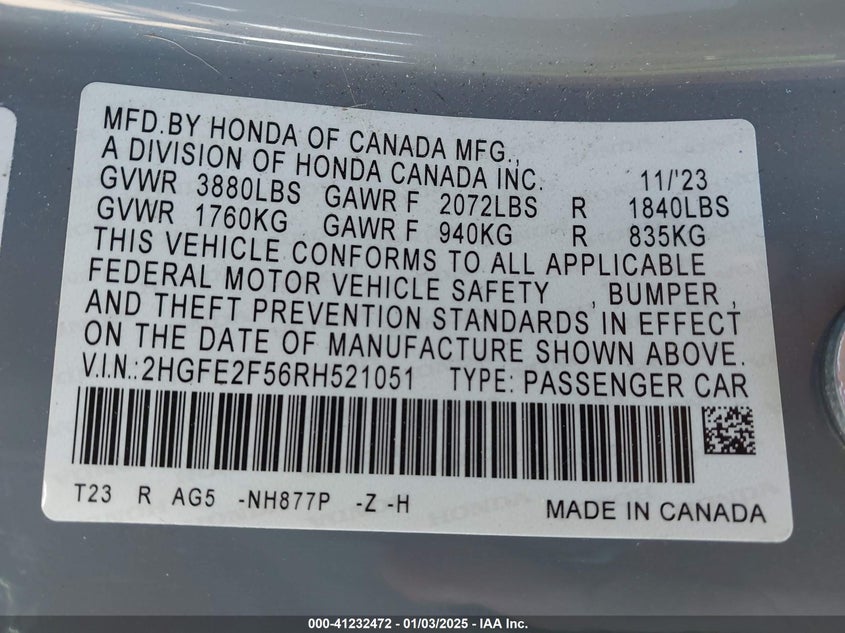 MFD.BY HONDA OF CANADA MFG.,
A DIVISION OF HONDA CANADA INC. 11/'23
GVWR 3880LBS GAWR F 2072LBS R 1840LBS
GVWR 1760KG GAWR F 940KG R 835KG
THIS VEHICLE CONFORMS TO ALL APPLICABLE
FEDERAL MOTOR VEHICLE SAFETY , BUMPER ,
AND THEFT PREVENTION STANDARDS IN EFFECT
ON THE DATE OF MANUFACTURE SHOWN ABOVE.
V.I.N.:2HGFE2F56RH521051 TYPE: PASSENGER CAR
T23 R AG5 -NH877P -Z -H MADE IN CANADA
000-41232472 - 01/03/2025 - IAA Inc.